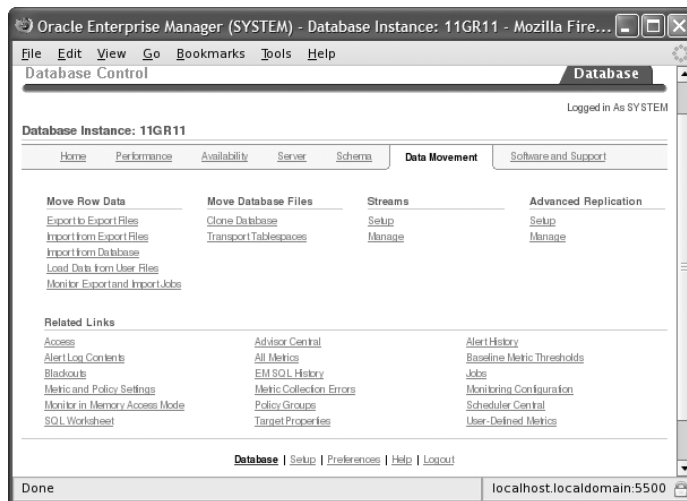 Oracle Enterprise Manager (SYSTEM) - Database Instance: 11GR11 - Mozilla Fire...
File Edit View Go Bookmarks Tools Help
Database Control Database
Logged in As SYSTEM
Database Instance: 11GR11
Home Performance Availability Server Schema Data Movement Software and Support
Move Row Data Move Database Files Streams Advanced Replication
Export to Export Files Clone Database Setup Setup
Import from Export Files Transport Tablespaces Manage Manage
Import from Database
Load Data from User Files
Monitor Export and Import Jobs
Related Links
Access Advisor Central Alert History
Alert Log Contents All Metrics Baseline Metric Thresholds
Blackouts EM SQL History Jobs
Metric and Policy Settings Metric Collection Errors Monitoring Configuration
Monitor in Memory Access Mode Policy Groups Scheduler Central
SQL Worksheet Target Properties User-Defined Metrics
Database | Setup | Preferences | Help | Logout
Done localhost.localdomain:5500